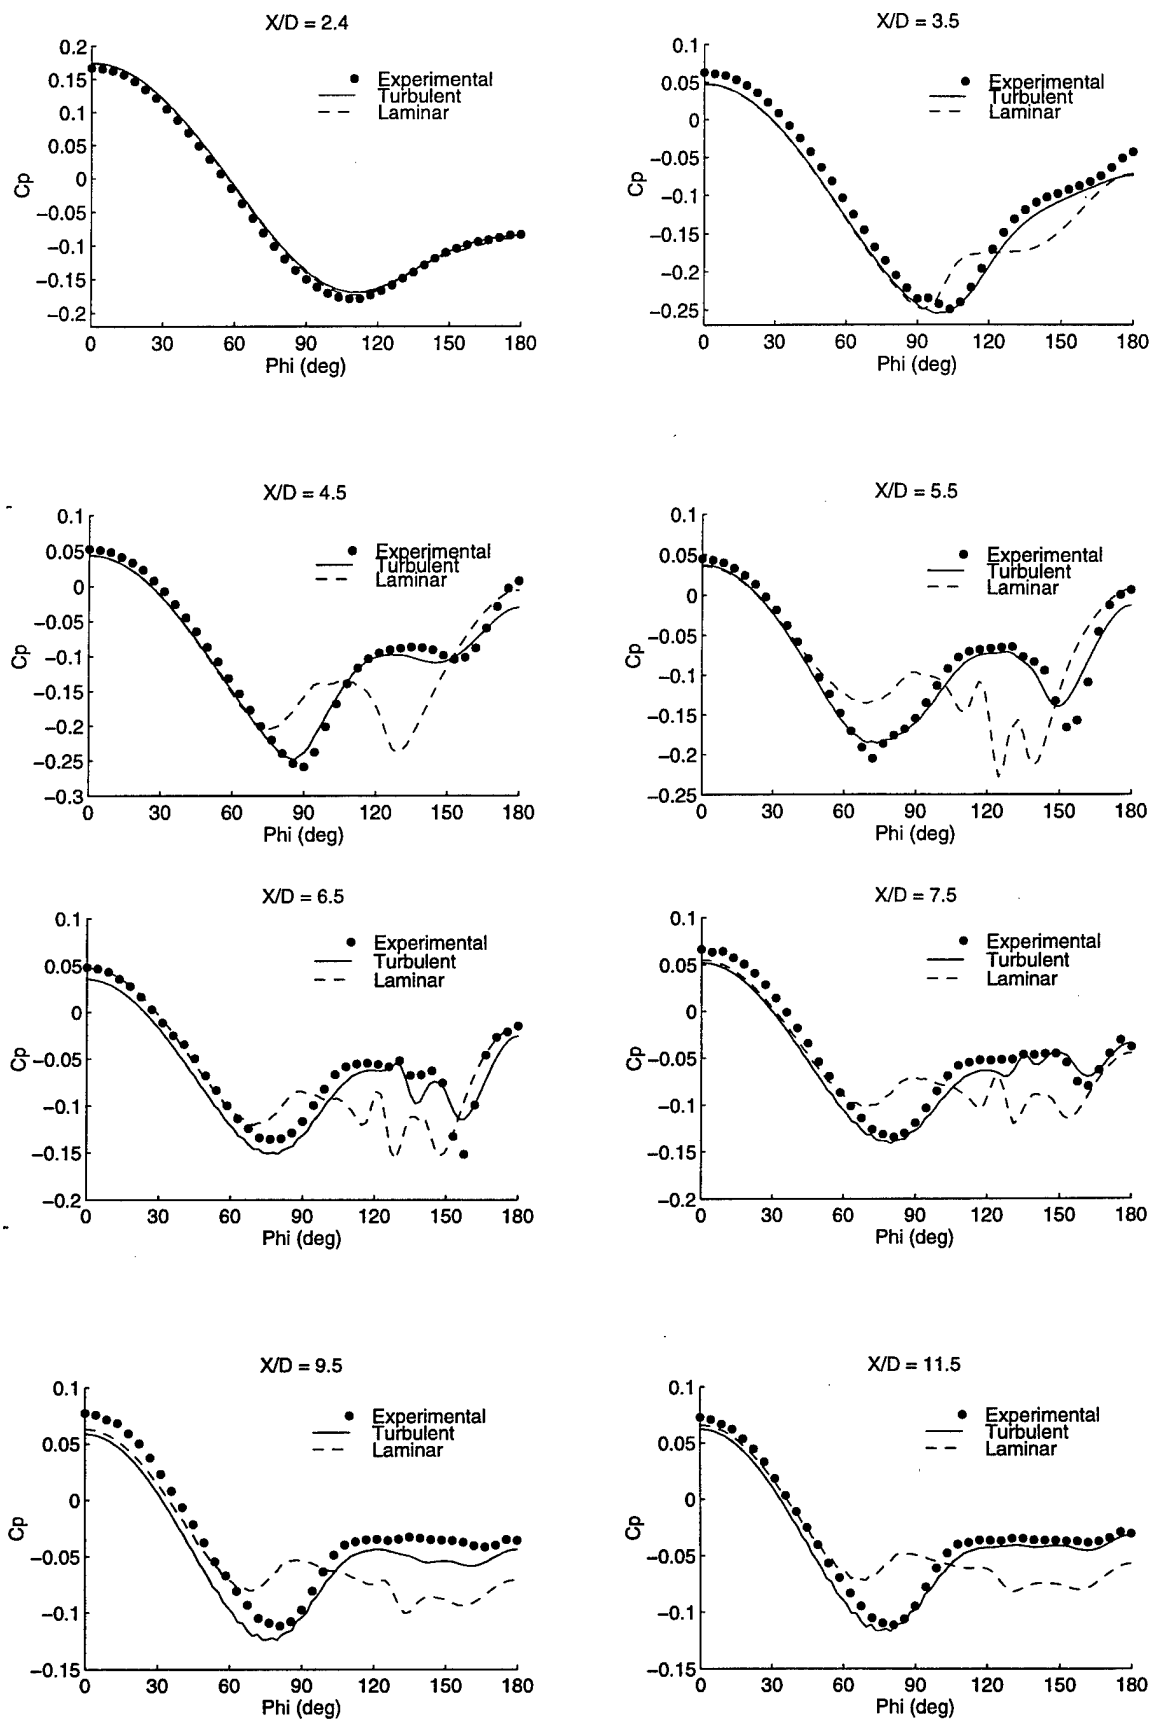 X/D = 2.4
0.2
0.15
0.1
0.05
0
−0.05
−0.1
−0.15
−0.2
Cp
Experimental
Turbulent
Laminar
0 30 60 90 120 150 180
Phi (deg)
X/D = 3.5
0.1
0.05
0
−0.05
−0.1
−0.15
−0.2
−0.25
Cp
Experimental
Turbulent
Laminar
0 30 60 90 120 150 180
Phi (deg)
X/D = 4.5
0.1
0.05
0
−0.05
−0.1
−0.15
−0.2
−0.25
−0.3
Cp
Experimental
Turbulent
Laminar
0 30 60 90 120 150 180
Phi (deg)
X/D = 5.5
0.1
0.05
0
−0.05
−0.1
−0.15
−0.2
−0.25
Cp
Experimental
Turbulent
Laminar
0 30 60 90 120 150 180
Phi (deg)
X/D = 6.5
0.1
0.05
0
−0.05
−0.1
−0.15
−0.2
Cp
Experimental
Turbulent
Laminar
0 30 60 90 120 150 180
Phi (deg)
X/D = 7.5
0.1
0.05
0
−0.05
−0.1
−0.15
−0.2
Cp
Experimental
Turbulent
Laminar
0 30 60 90 120 150 180
Phi (deg)
X/D = 9.5
0.1
0.05
0
−0.05
−0.1
−0.15
Cp
Experimental
Turbulent
Laminar
0 30 60 90 120 150 180
Phi (deg)
X/D = 11.5
0.1
0.05
0
−0.05
−0.1
−0.15
Cp
Experimental
Turbulent
Laminar
0 30 60 90 120 150 180
Phi (deg)